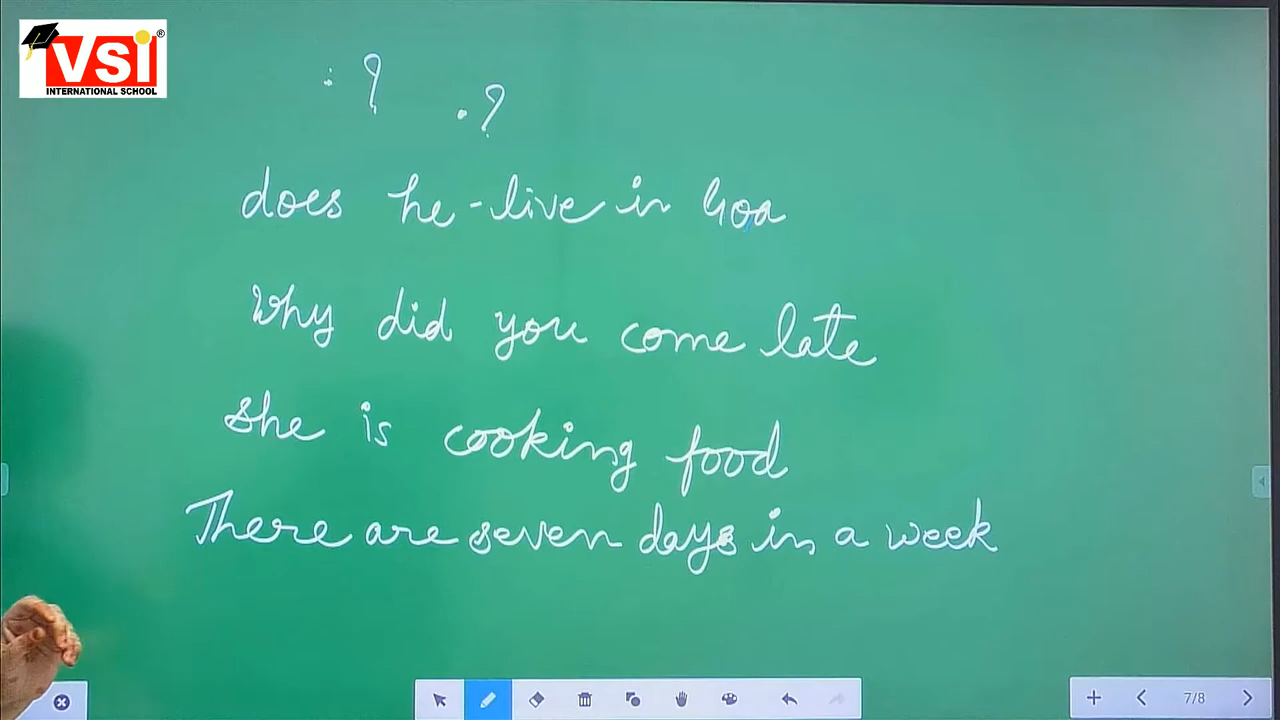 VSI®
INTERNATIONAL SCHOOL
: ?
. ?
does he - live in Goa
Why did you come late
she is cooking food
There are seven days in a week
7/8